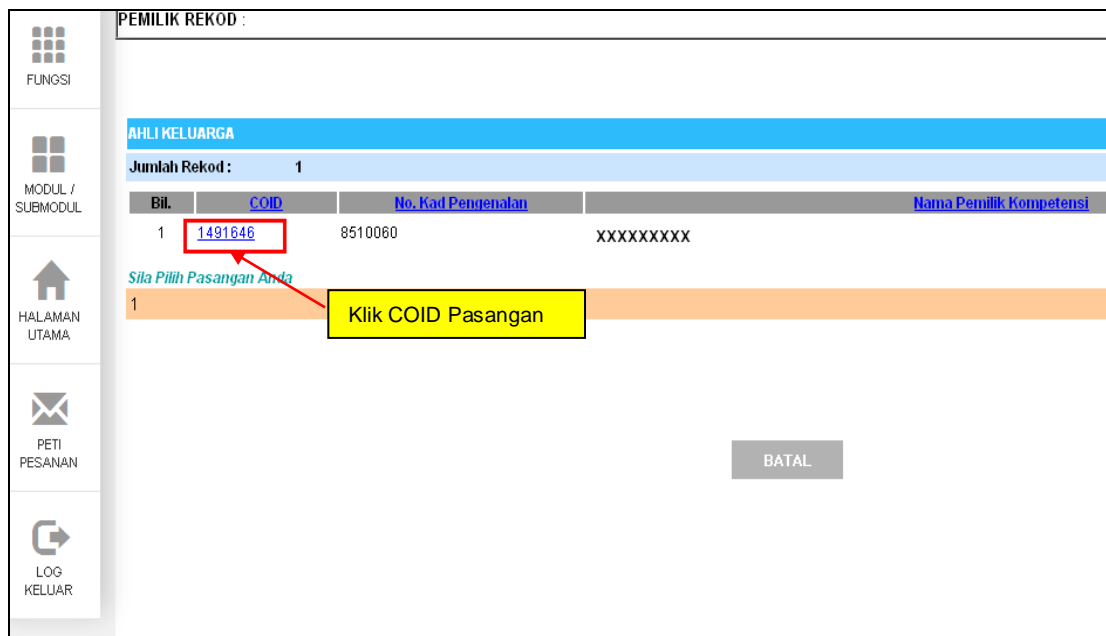 PEMILIK REKOD :
FUNGSI
MODUL /
SUBMODUL
HALAMAN
UTAMA
PETI
PESANAN
LOG
KELUAR
AHLI KELUARGA
Jumlah Rekod : 1
Bil. COID No. Kad Pengenalan Nama Pemilik Kompetensi
1 1491646 8510060 XXXXXXXXX
Sila Pilih Pasangan Anda
1
Klik COID Pasangan
BATAL